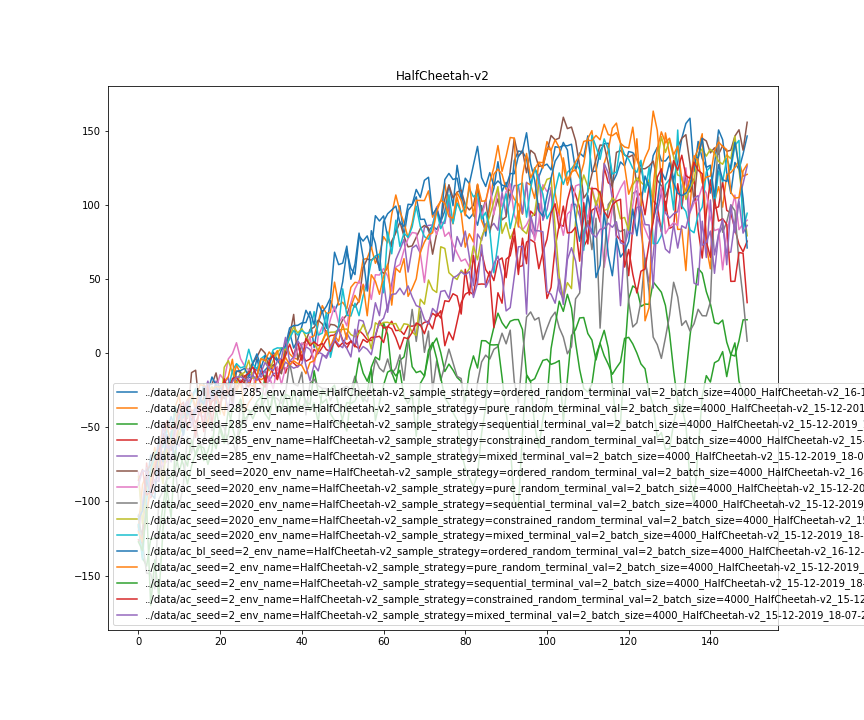 HalfCheetah-v2
150
100
50
0
−50
−100
−150
../data/ac_bl_seed=285_env_name=HalfCheetah-v2_sample_strategy=ordered_random_terminal_val=2_batch_size=4000_HalfCheetah-v2_16-1
../data/ac_seed=285_env_name=HalfCheetah-v2_sample_strategy=pure_random_terminal_val=2_batch_size=4000_HalfCheetah-v2_15-12-201
../data/ac_seed=285_env_name=HalfCheetah-v2_sample_strategy=sequential_terminal_val=2_batch_size=4000_HalfCheetah-v2_15-12-2019_
../data/ac_seed=285_env_name=HalfCheetah-v2_sample_strategy=constrained_random_terminal_val=2_batch_size=4000_HalfCheetah-v2_15-
../data/ac_seed=285_env_name=HalfCheetah-v2_sample_strategy=mixed_terminal_val=2_batch_size=4000_HalfCheetah-v2_15-12-2019_18-0
../data/ac_bl_seed=2020_env_name=HalfCheetah-v2_sample_strategy=ordered_random_terminal_val=2_batch_size=4000_HalfCheetah-v2_16-
../data/ac_seed=2020_env_name=HalfCheetah-v2_sample_strategy=pure_random_terminal_val=2_batch_size=4000_HalfCheetah-v2_15-12-20
../data/ac_seed=2020_env_name=HalfCheetah-v2_sample_strategy=sequential_terminal_val=2_batch_size=4000_HalfCheetah-v2_15-12-2019
../data/ac_seed=2020_env_name=HalfCheetah-v2_sample_strategy=constrained_random_terminal_val=2_batch_size=4000_HalfCheetah-v2_15
../data/ac_seed=2020_env_name=HalfCheetah-v2_sample_strategy=mixed_terminal_val=2_batch_size=4000_HalfCheetah-v2_15-12-2019_18-
../data/ac_bl_seed=2_env_name=HalfCheetah-v2_sample_strategy=ordered_random_terminal_val=2_batch_size=4000_HalfCheetah-v2_16-12-
../data/ac_seed=2_env_name=HalfCheetah-v2_sample_strategy=pure_random_terminal_val=2_batch_size=4000_HalfCheetah-v2_15-12-2019_
../data/ac_seed=2_env_name=HalfCheetah-v2_sample_strategy=sequential_terminal_val=2_batch_size=4000_HalfCheetah-v2_15-12-2019_18-
../data/ac_seed=2_env_name=HalfCheetah-v2_sample_strategy=constrained_random_terminal_val=2_batch_size=4000_HalfCheetah-v2_15-12
../data/ac_seed=2_env_name=HalfCheetah-v2_sample_strategy=mixed_terminal_val=2_batch_size=4000_HalfCheetah-v2_15-12-2019_18-07-2
0 20 40 60 80 100 120 140